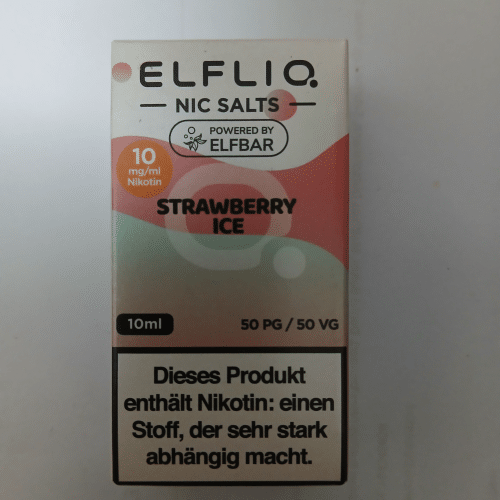 ELFLIQ
NIC SALTS
POWERED BY
ELFBAR
10
mg/ml
Nikotin
STRAWBERRY
ICE
10ml
50 PG / 50 VG
Dieses Produkt
enthält Nikotin: einen
Stoff, der sehr stark
abhängig macht.